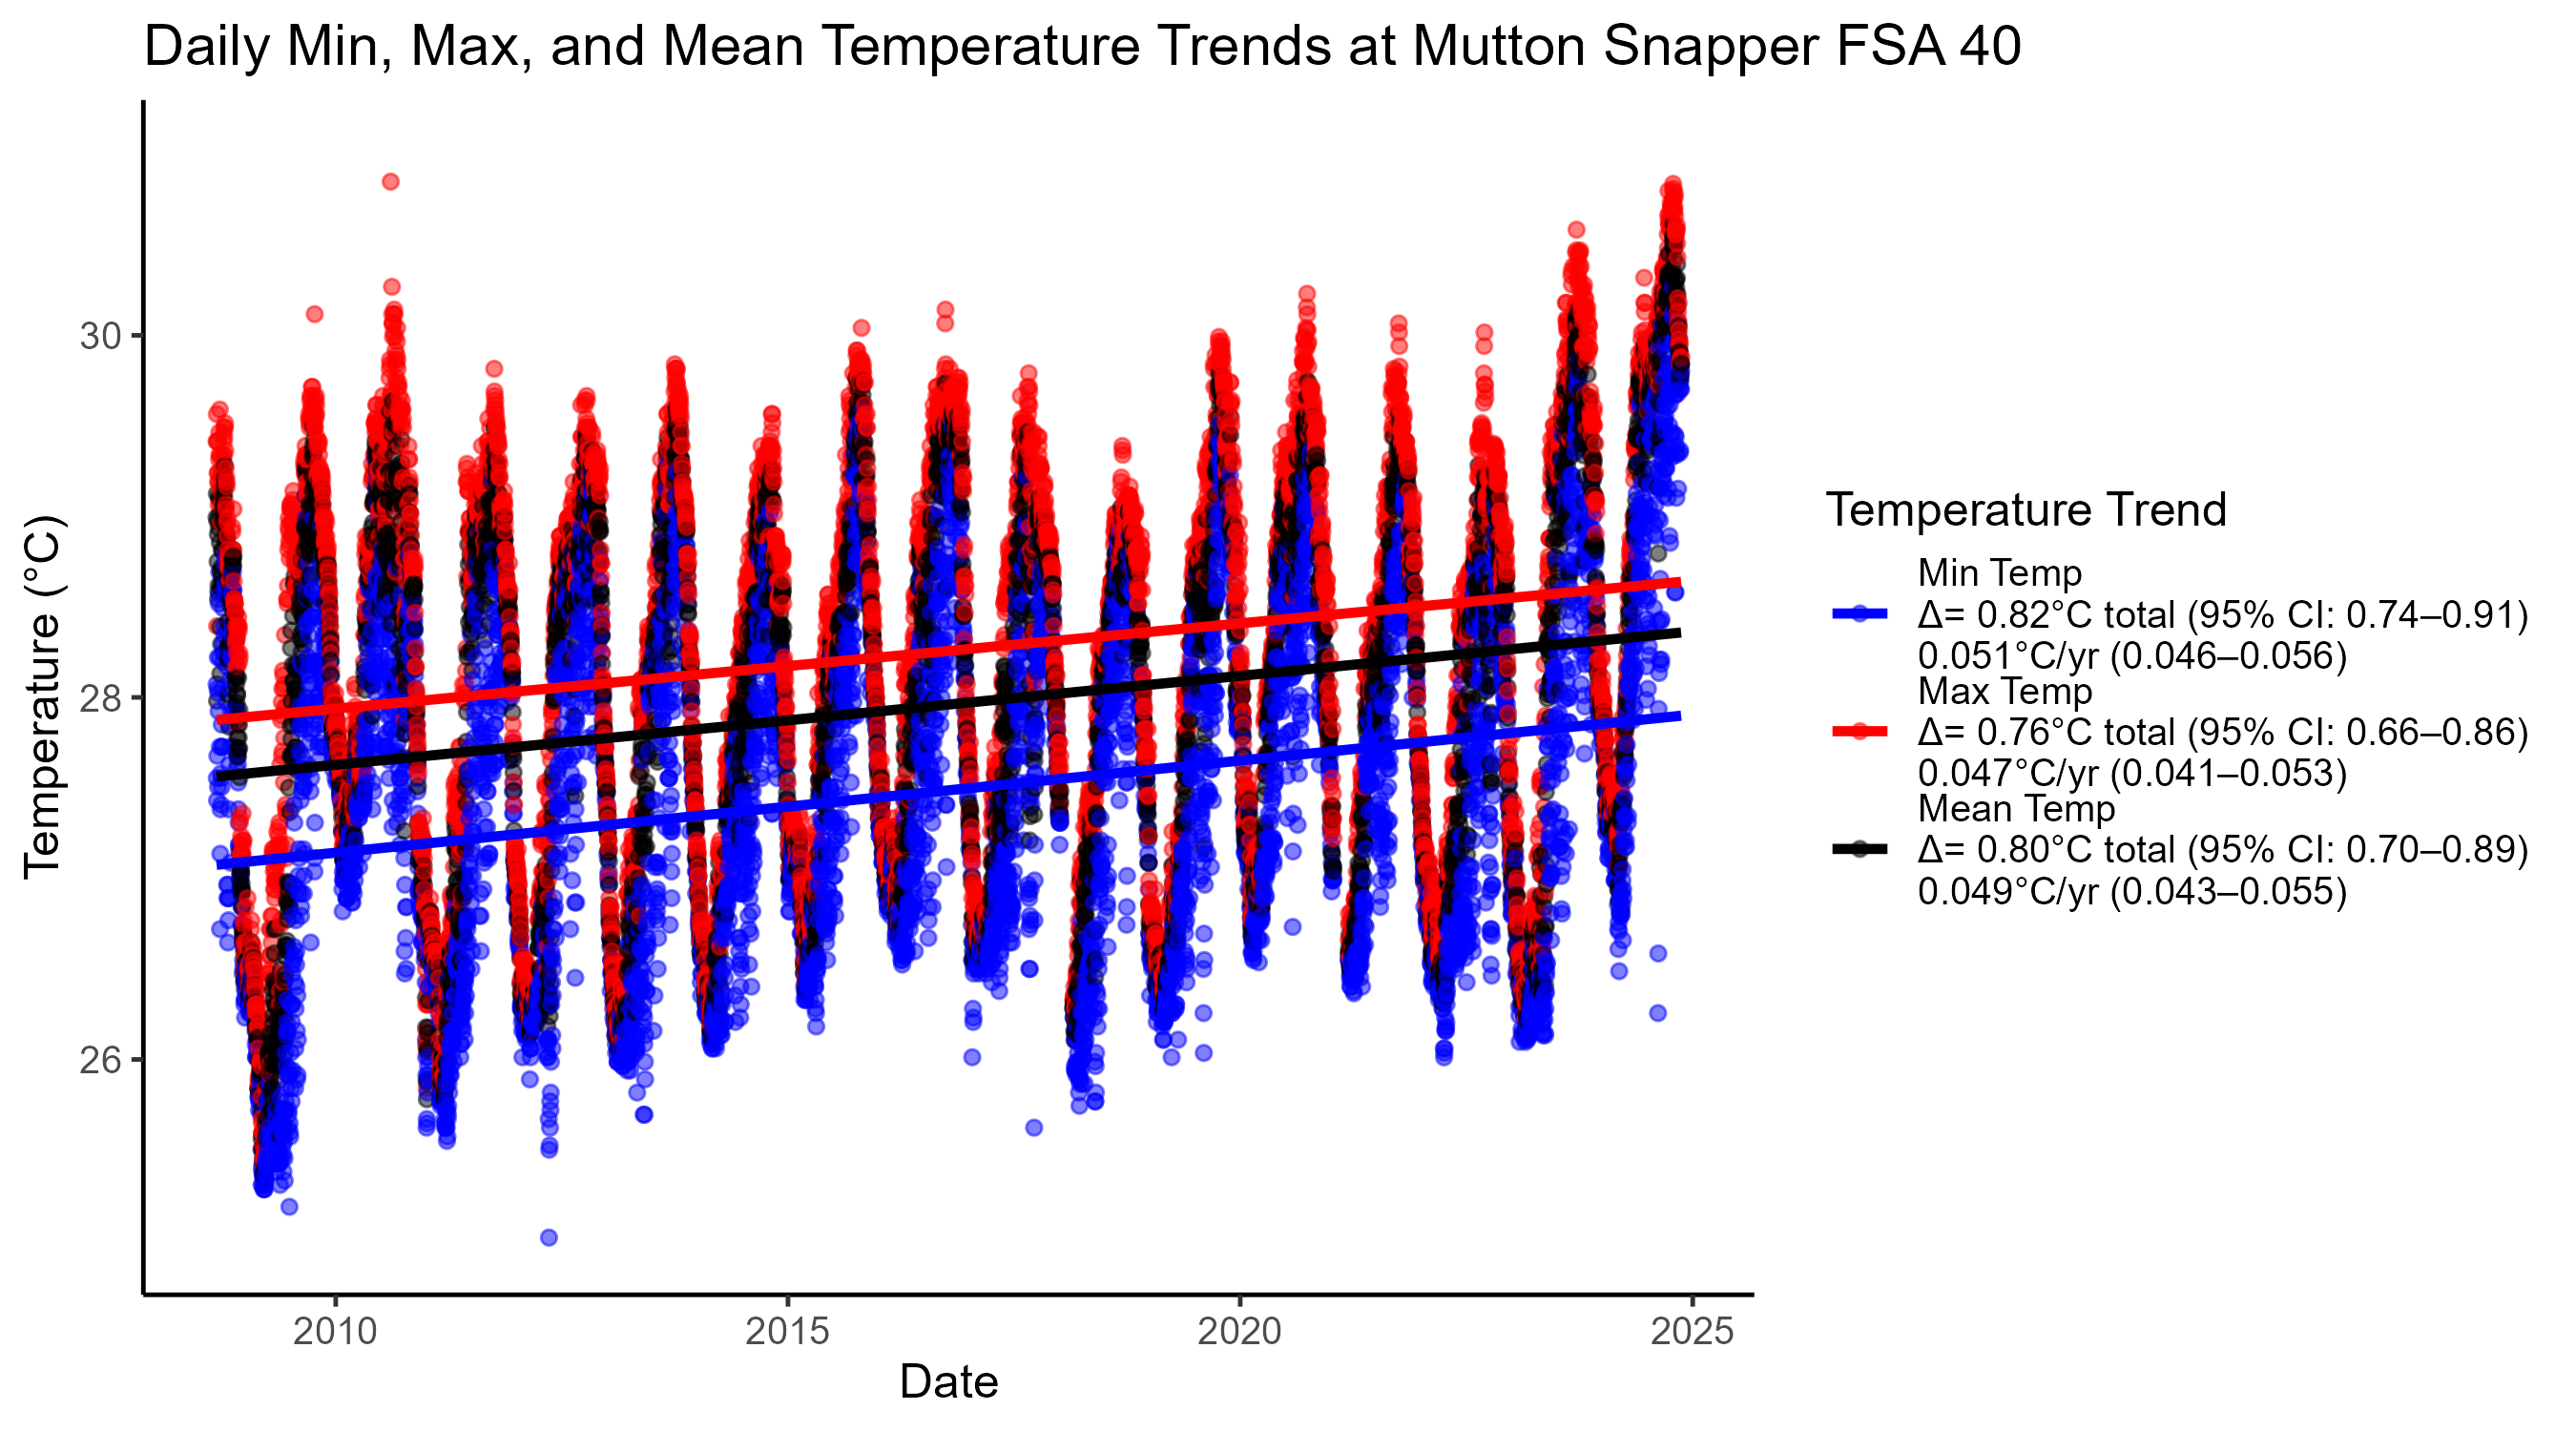 Daily Min, Max, and Mean Temperature Trends at Mutton Snapper FSA 40
Temperature (°C)
30
28
26
2010
2015
2020
2025
Date
Temperature Trend
Min Temp
Δ= 0.82°C total (95% CI: 0.74–0.91)
0.051°C/yr (0.046–0.056)
Max Temp
Δ= 0.76°C total (95% CI: 0.66–0.86)
0.047°C/yr (0.041–0.053)
Mean Temp
Δ= 0.80°C total (95% CI: 0.70–0.89)
0.049°C/yr (0.043–0.055)